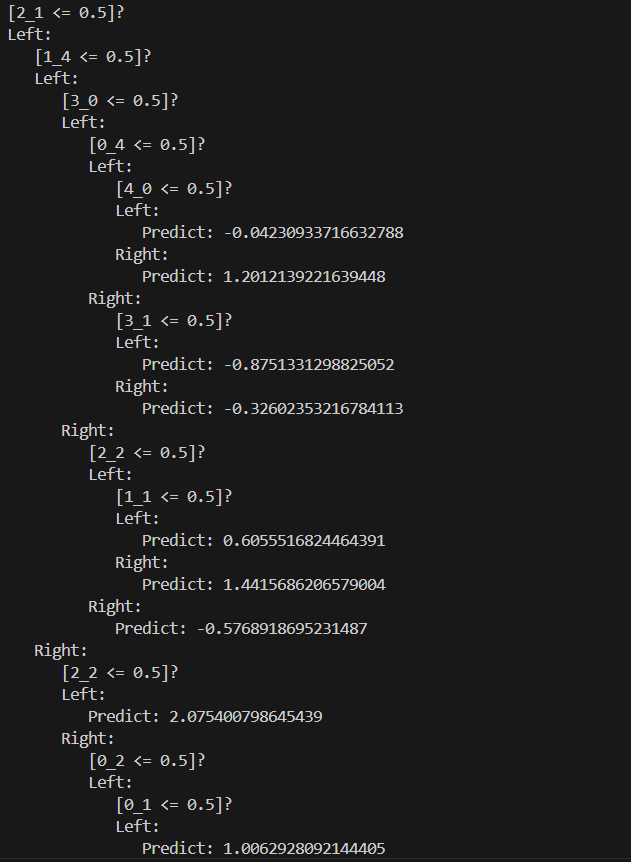 [2_1 <= 0.5]?
Left:
[1_4 <= 0.5]?
Left:
[3_0 <= 0.5]?
Left:
[0_4 <= 0.5]?
Left:
[4_0 <= 0.5]?
Left:
Predict: -0.04230933716632788
Right:
Predict: 1.2012139221639448
Right:
[3_1 <= 0.5]?
Left:
Predict: -0.8751331298825052
Right:
Predict: -0.32602353216784113
Right:
[2_2 <= 0.5]?
Left:
[1_1 <= 0.5]?
Left:
Predict: 0.6055516824464391
Right:
Predict: 1.4415686206579004
Right:
Predict: -0.5768918695231487
Right:
[2_2 <= 0.5]?
Left:
Predict: 2.075400798645439
Right:
[0_2 <= 0.5]?
Left:
[0_1 <= 0.5]?
Left:
Predict: 1.0062928092144405